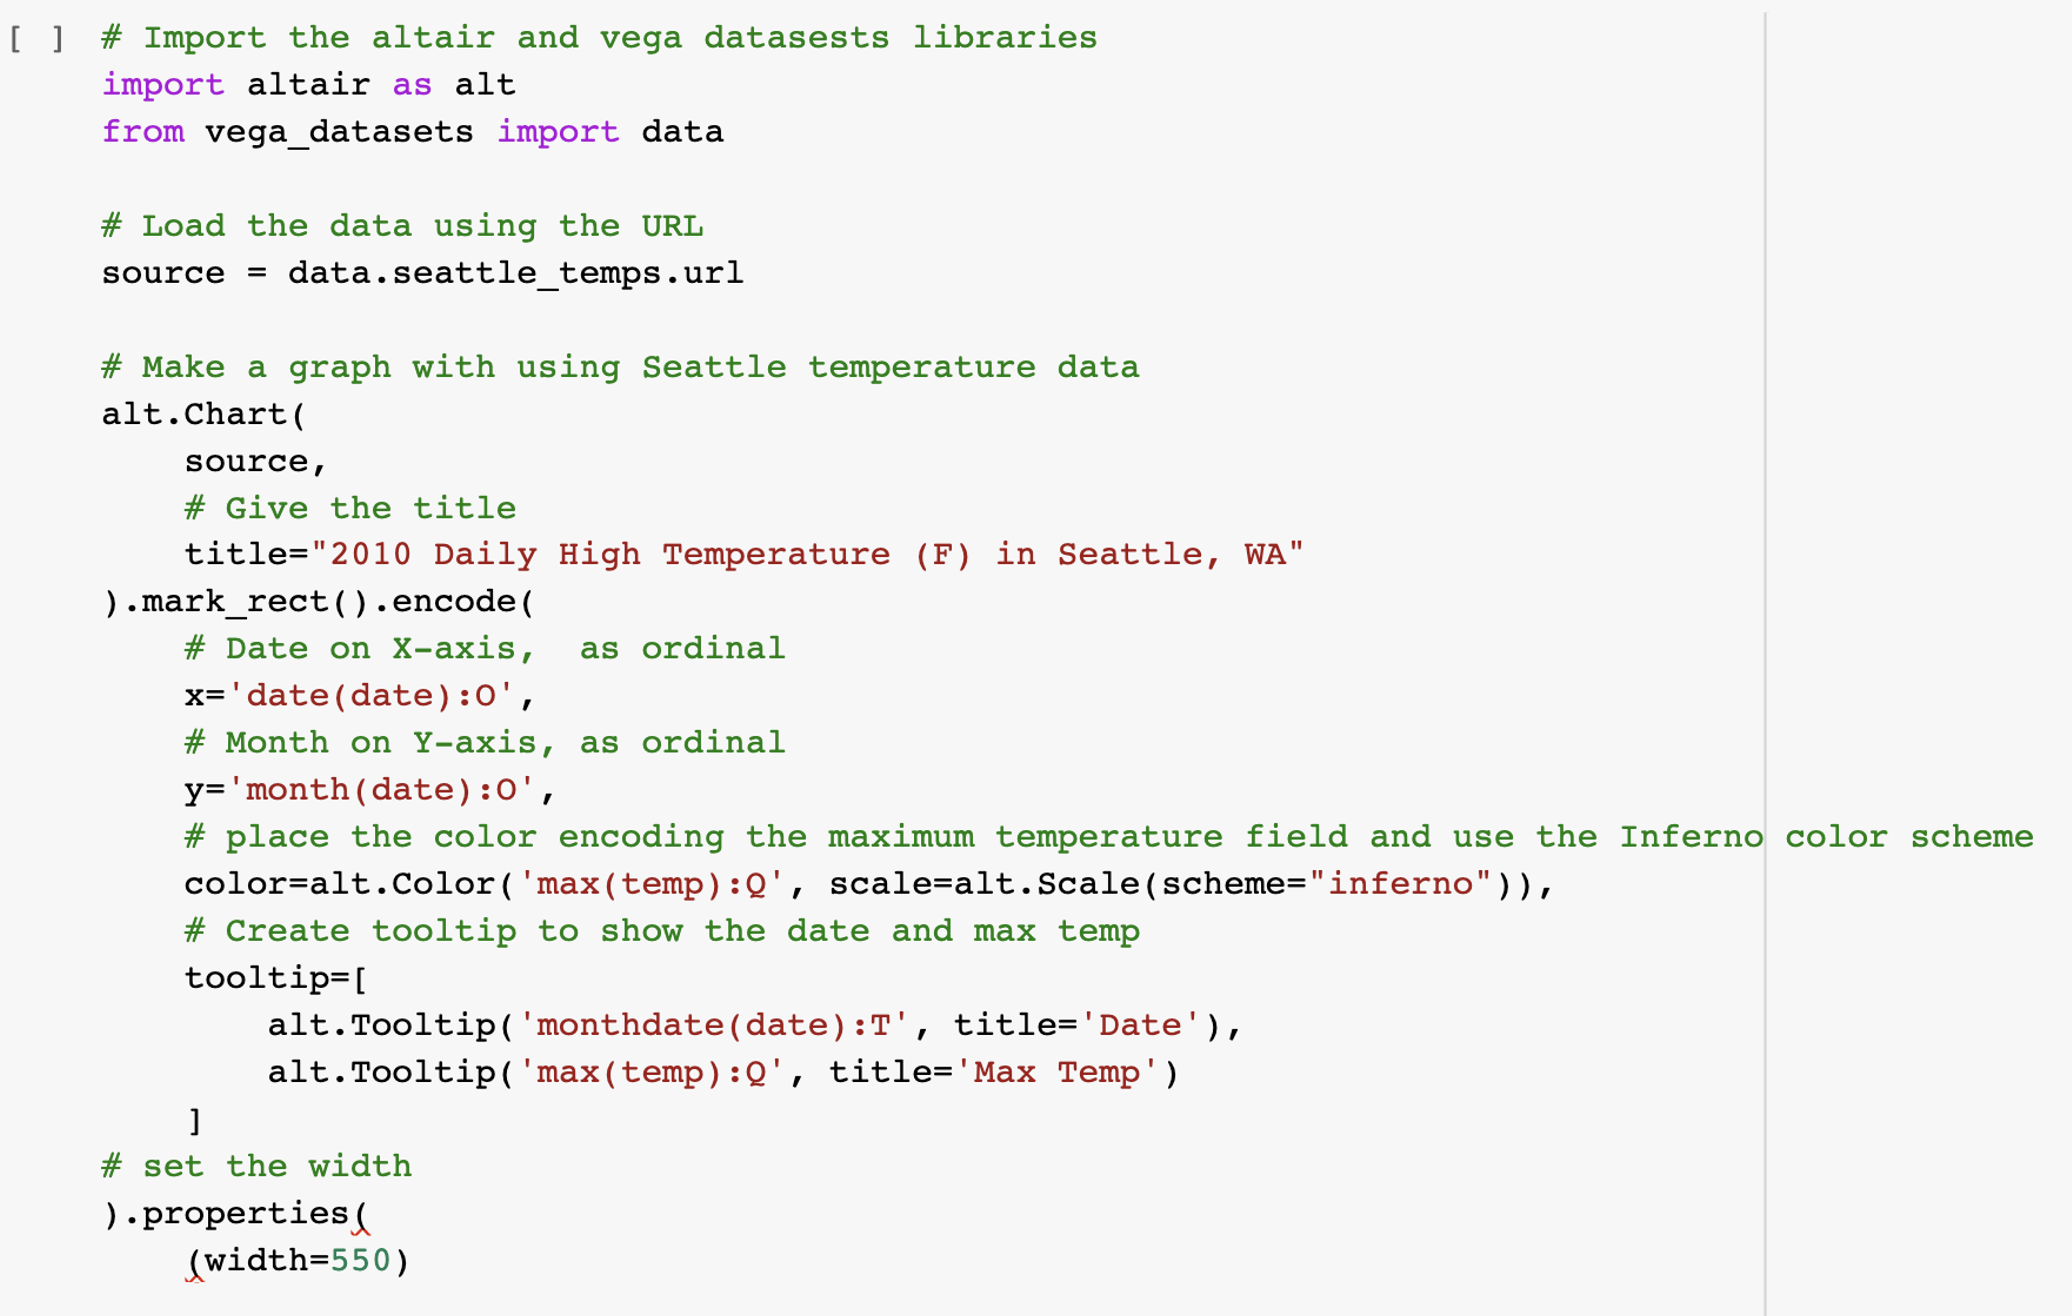 [ ] # Import the altair and vega datasests libraries
import altair as alt
from vega_datasets import data
# Load the data using the URL
source = data.seattle_temps.url
# Make a graph with using Seattle temperature data
alt.Chart(
    source,
    # Give the title
    title="2010 Daily High Temperature (F) in Seattle, WA"
).mark_rect().encode(
    # Date on X-axis,  as ordinal
    x='date(date):O',
    # Month on Y-axis, as ordinal
    y='month(date):O',
    # place the color encoding the maximum temperature field and use the Inferno color scheme
    color=alt.Color('max(temp):Q', scale=alt.Scale(scheme="inferno")),
    # Create tooltip to show the date and max temp
    tooltip=[
        alt.Tooltip('monthdate(date):T', title='Date'),
        alt.Tooltip('max(temp):Q', title='Max Temp')
    ]
# set the width
).properties(
    (width=550)